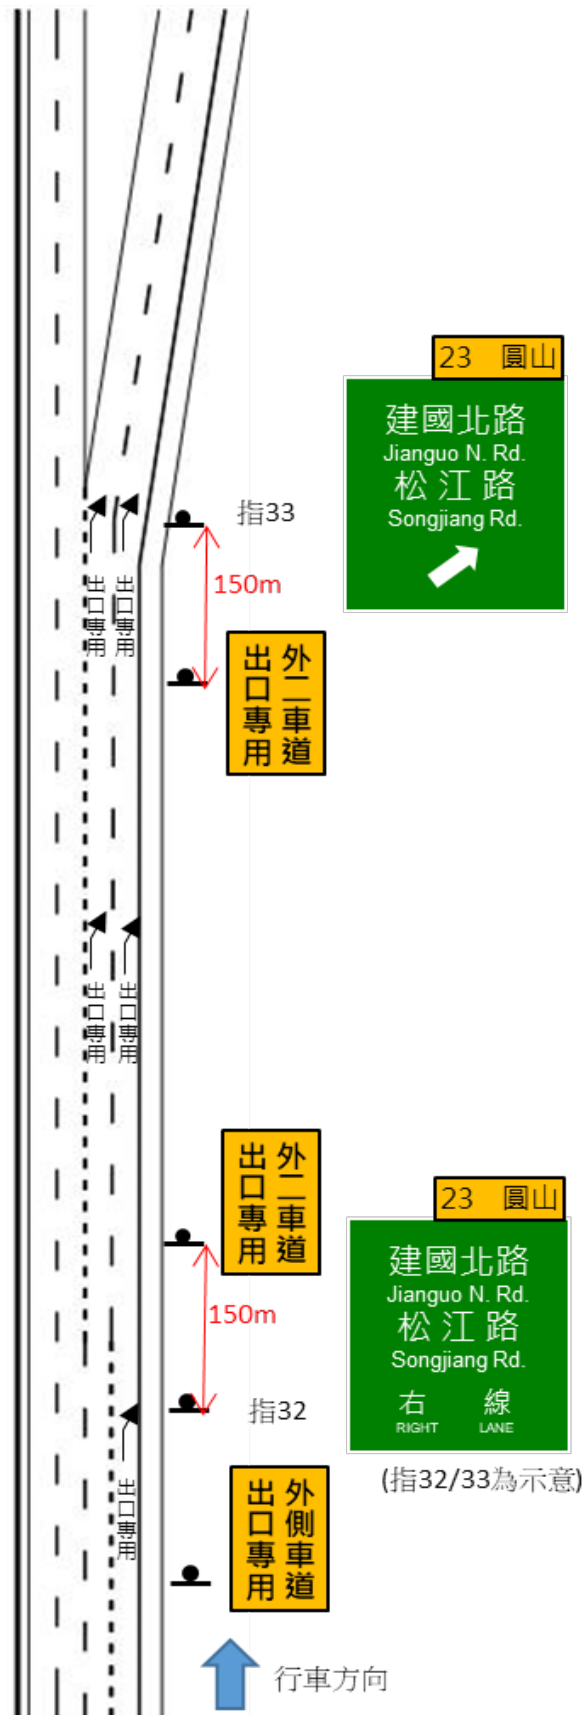 23 圓山
建國北路
Jianguo N. Rd.
松江路
Songjiang Rd.
指33
出口專用
出口專用
150m
外二車道
出口專用
出口專用
出口專用
外二車道
出口專用
23 圓山
建國北路
Jianguo N. Rd.
松江路
Songjiang Rd.
右 線
RIGHT LANE
150m
指32
(指32/33為示意)
出口專用
外側車道
出口專用
行車方向